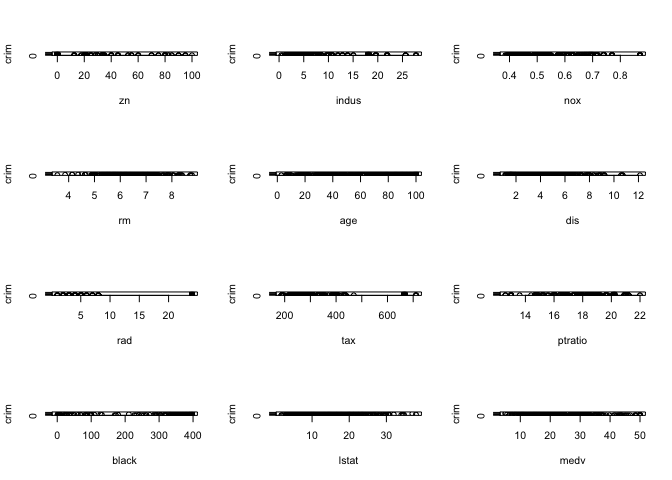 crim 0
0 20 40 60 80 100
zn
crim 0
0 5 10 15 20 25
indus
crim 0
0.4 0.5 0.6 0.7 0.8
nox
crim 0
4 5 6 7 8
rm
crim 0
0 20 40 60 80 100
age
crim 0
2 4 6 8 10 12
dis
crim 0
5 10 15 20
rad
crim 0
200 400 600
tax
crim 0
14 16 18 20 22
ptratio
crim 0
0 100 200 300 400
black
crim 0
10 20 30
lstat
crim 0
10 20 30 40 50
medv